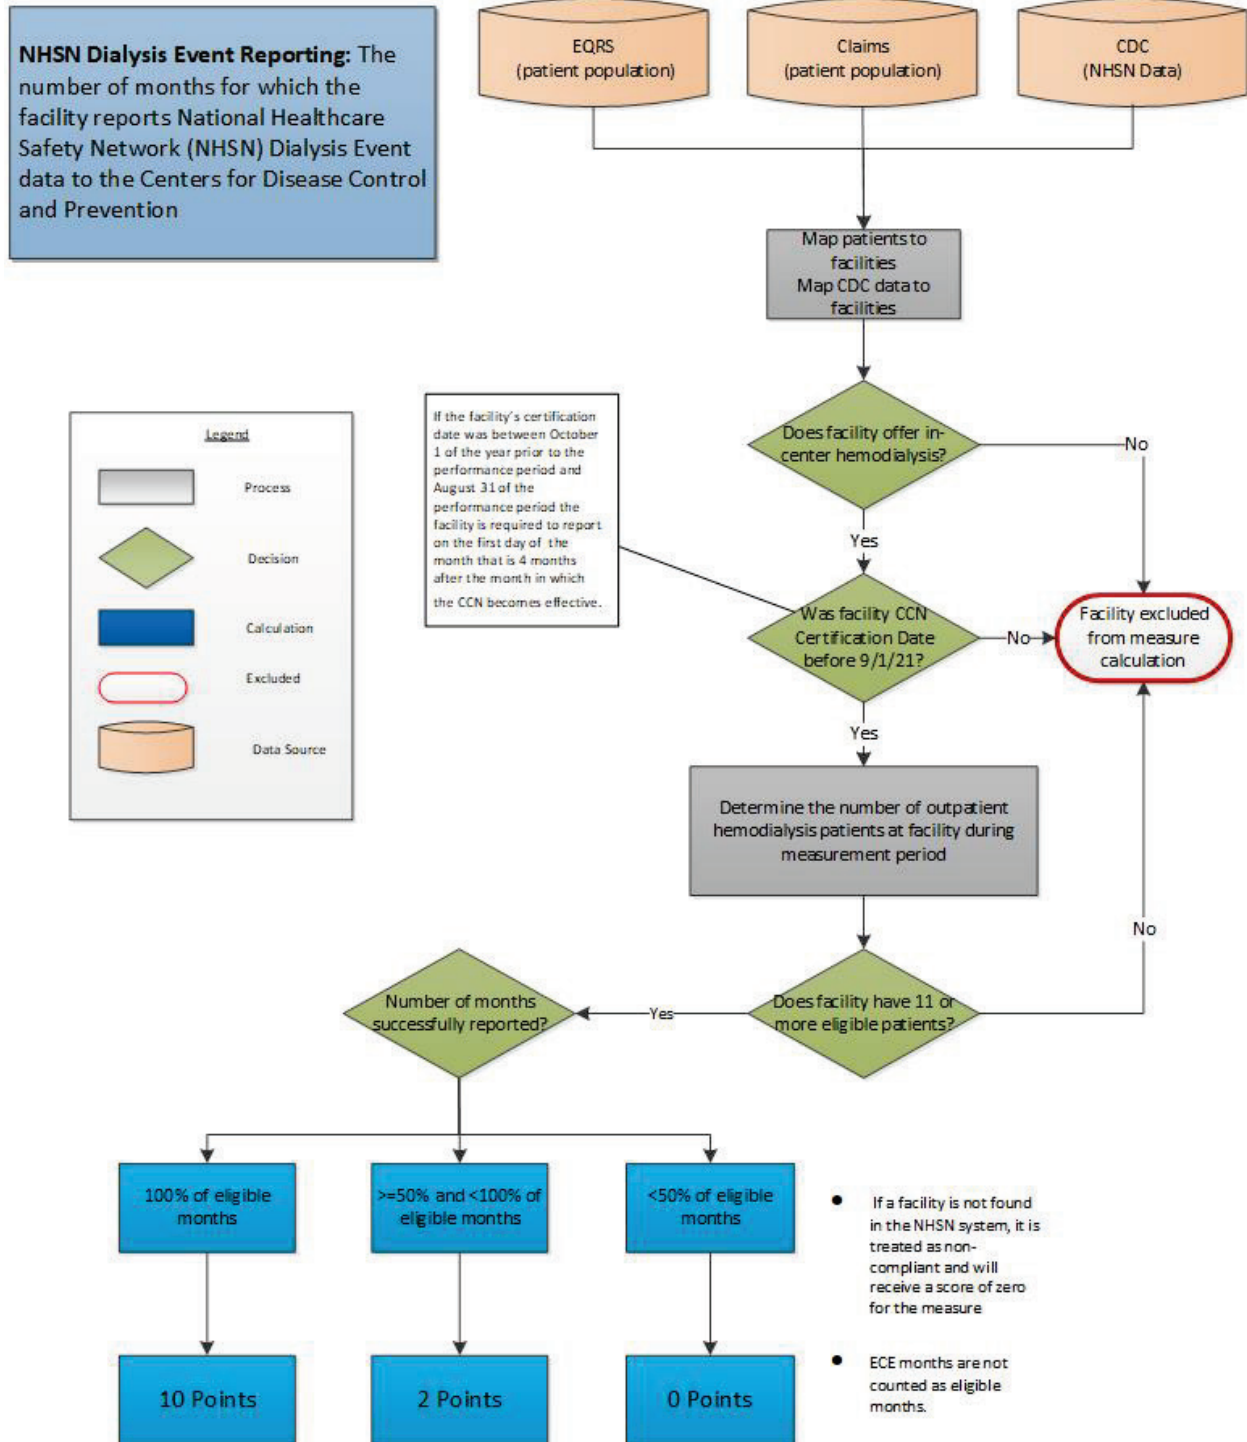 NHSN Dialysis Event Reporting: The
number of months for which the
facility reports National Healthcare
Safety Network (NHSN) Dialysis Event
data to the Centers for Disease Control
and Prevention
EQRS
(patient population)
Claims
(patient population)
CDC
(NHSN Data)
Map patients to
facilities
Map CDC data to
facilities
Does facility offer in-
center hemodialysis?
No
Yes
If the facility's certification
date was between October
1 of the year prior to the
performance period and
August 31 of the
performance period the
facility is required to report
on the first day of the
month that is 4 months
after the month in which
the CCN becomes effective.
Legend
Process
Decision
Calculation
Excluded
Data Source
Was facility CCN
Certification Date
before 9/1/21?
No
Facility excluded
from measure
calculation
Yes
Determine the number of outpatient
hemodialysis patients at facility during
measurement period
No
Does facility have 11 or
more eligible patients?
Yes
Number of months
successfully reported?
100% of eligible
months
>=50% and <100% of
eligible months
<50% of eligible
months
10 Points
2 Points
0 Points
• If a facility is not found
in the NHSN system, it is
treated as non-
compliant and will
receive a score of zero
for the measure
• ECE months are not
counted as eligible
months.